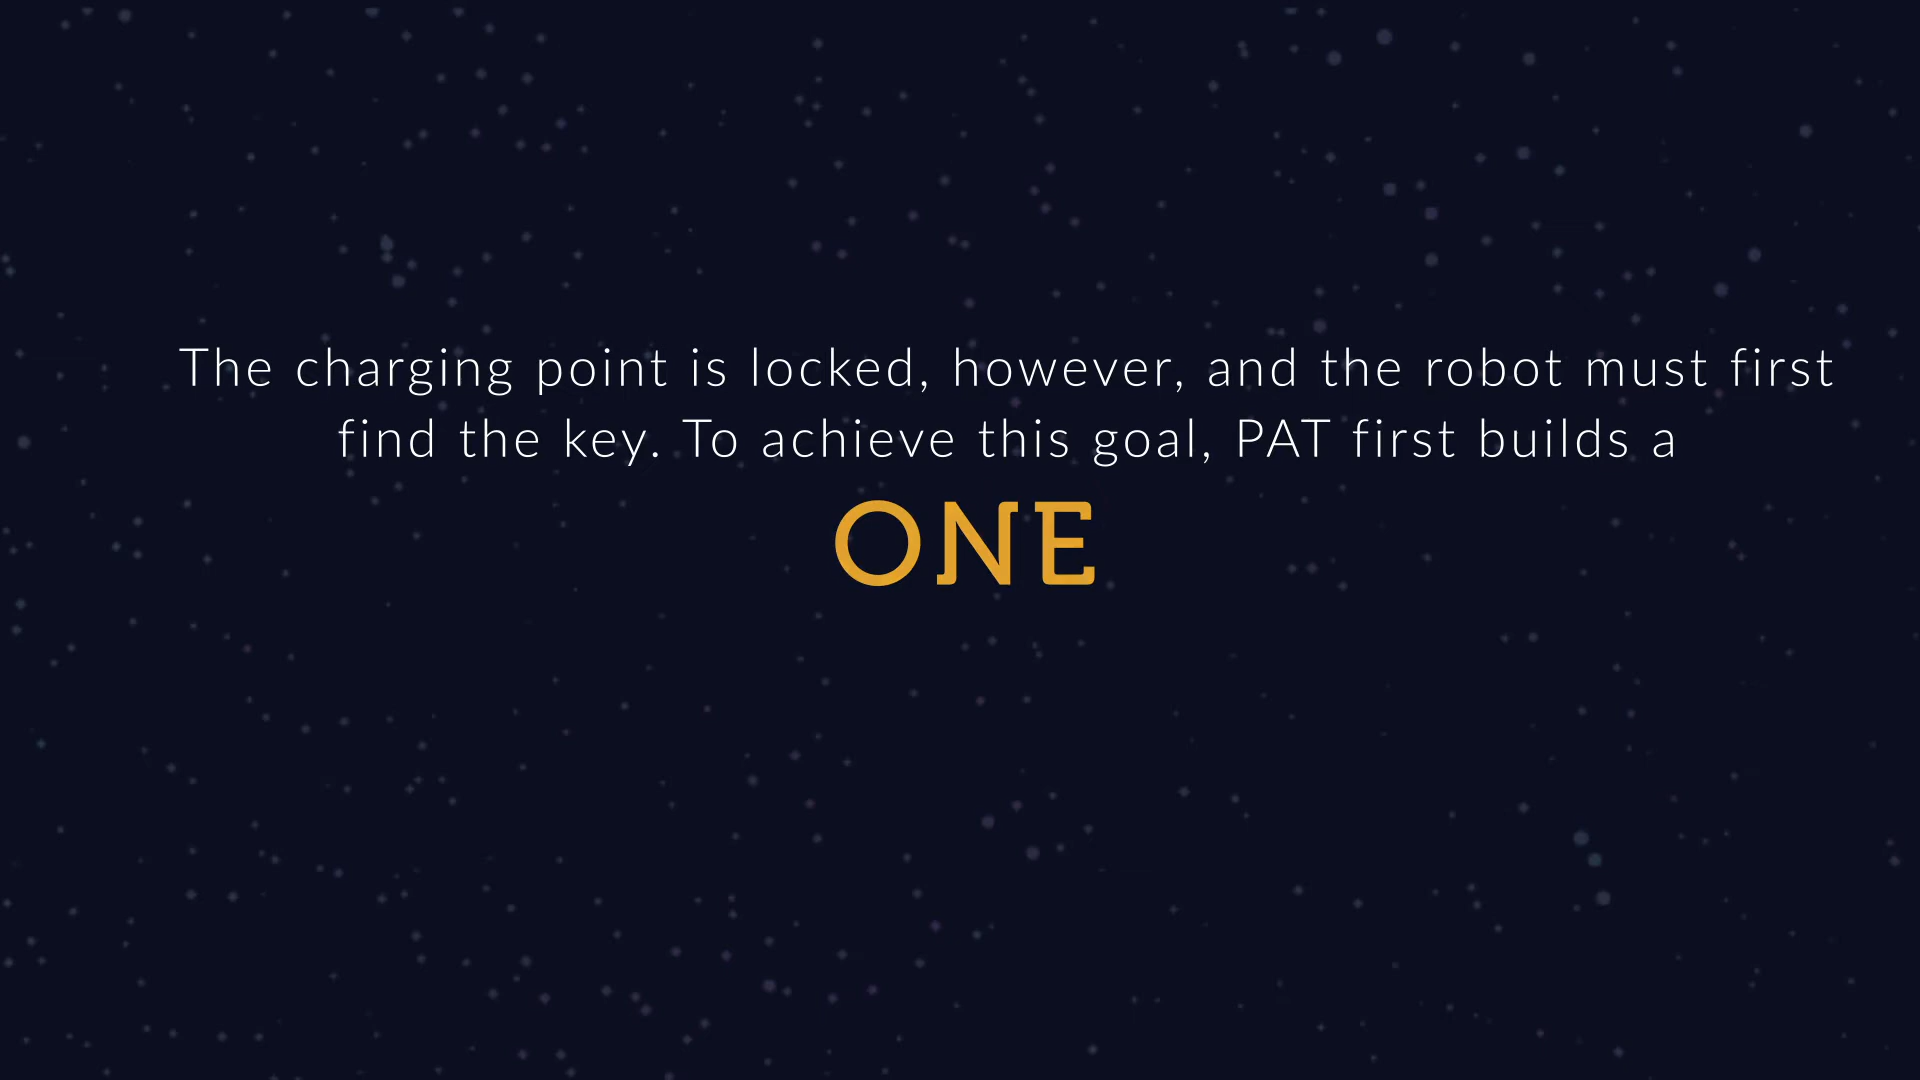 The charging point is locked, however, and the robot must first
find the key. To achieve this goal, PAT first builds a
ONE